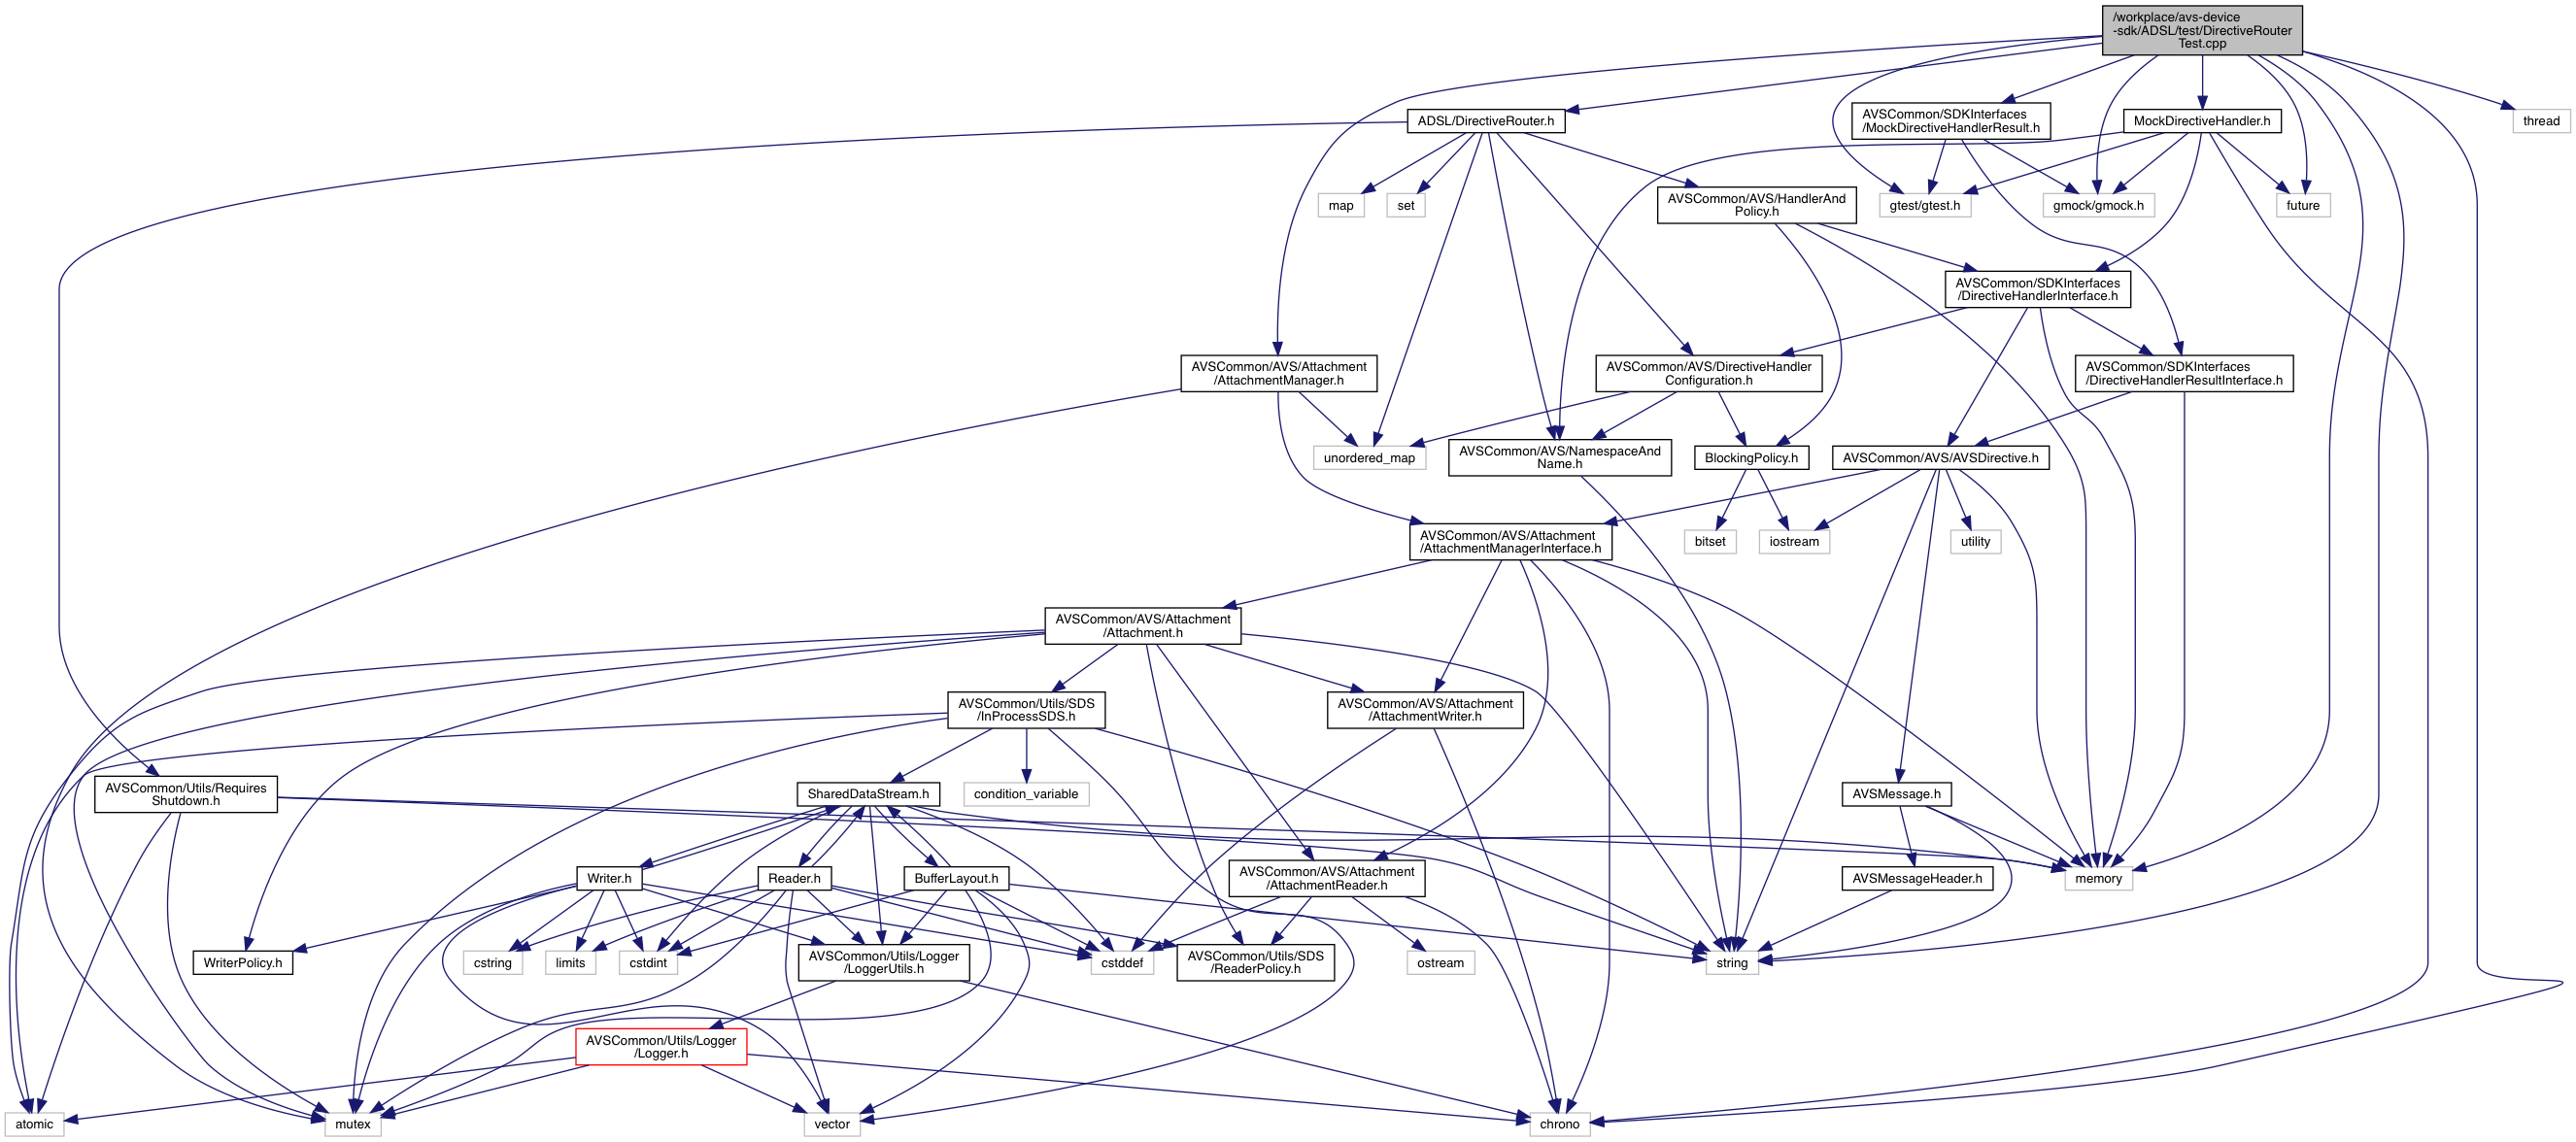 /workplace/avs-device
-sdk/ADSL/test/DirectiveRouter
Test.cpp
ADSL/DirectiveRouter.h
AVSCommon/SDKInterfaces
/MockDirectiveHandlerResult.h
MockDirectiveHandler.h
thread
map
set
AVSCommon/AVS/HandlerAnd
Policy.h
gtest/gtest.h
gmock/gmock.h
future
AVSCommon/SDKInterfaces
/DirectiveHandlerInterface.h
AVSCommon/AVS/Attachment
/AttachmentManager.h
AVSCommon/AVS/DirectiveHandler
Configuration.h
AVSCommon/SDKInterfaces
/DirectiveHandlerResultInterface.h
unordered_map
AVSCommon/AVS/NamespaceAnd
Name.h
BlockingPolicy.h
AVSCommon/AVS/AVSDirective.h
AVSCommon/AVS/Attachment
/AttachmentManagerInterface.h
bitset
iostream
utility
AVSCommon/AVS/Attachment
/Attachment.h
AVSCommon/Utils/SDS
/InProcessSDS.h
AVSCommon/AVS/Attachment
/AttachmentWriter.h
AVSCommon/Utils/Requires
Shutdown.h
SharedDataStream.h
condition_variable
AVSMessage.h
Writer.h
Reader.h
BufferLayout.h
AVSCommon/AVS/Attachment
/AttachmentReader.h
AVSMessageHeader.h
memory
WriterPolicy.h
cstring
limits
cstdint
AVSCommon/Utils/Logger
/LoggerUtils.h
cstddef
AVSCommon/Utils/SDS
/ReaderPolicy.h
ostream
string
AVSCommon/Utils/Logger
/Logger.h
atomic
mutex
vector
chrono